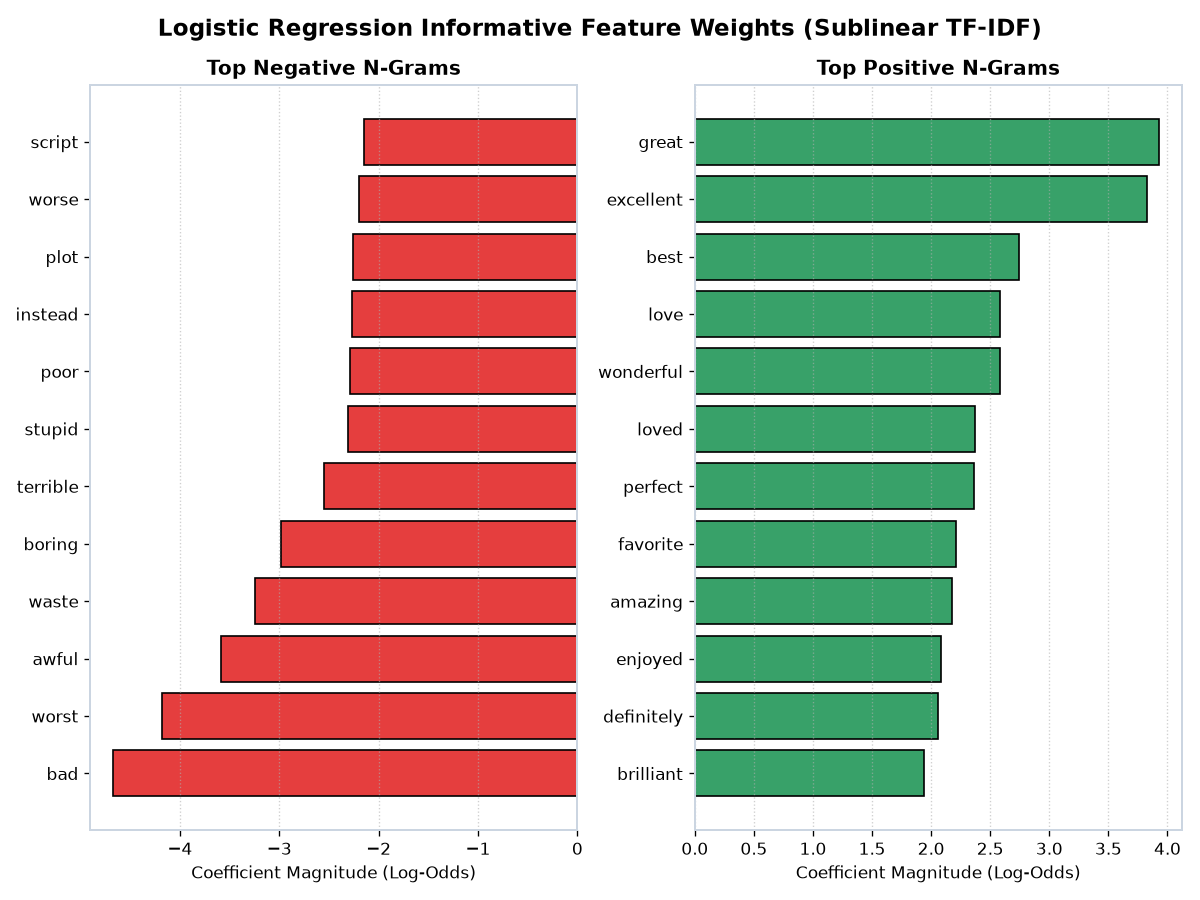 Logistic Regression Informative Feature Weights (Sublinear TF-IDF)
Top Negative N-Grams
script
worse
plot
instead
poor
stupid
terrible
boring
waste
awful
worst
bad
−4 −3 −2 −1 0
Coefficient Magnitude (Log-Odds)
Top Positive N-Grams
great
excellent
best
love
wonderful
loved
perfect
favorite
amazing
enjoyed
definitely
brilliant
0.0 0.5 1.0 1.5 2.0 2.5 3.0 3.5 4.0
Coefficient Magnitude (Log-Odds)